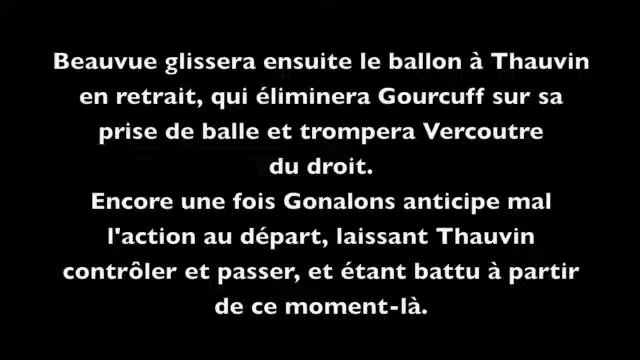 Beauvue glissera ensuite le ballon à Thauvin
en retrait, qui éliminera Gourcuff sur sa
prise de balle et trompera Vercoutre
du droit.
Encore une fois Gonalons anticipe mal
l'action au départ, laissant Thauvin
contrôler et passer, et étant battu à partir
de ce moment-là.